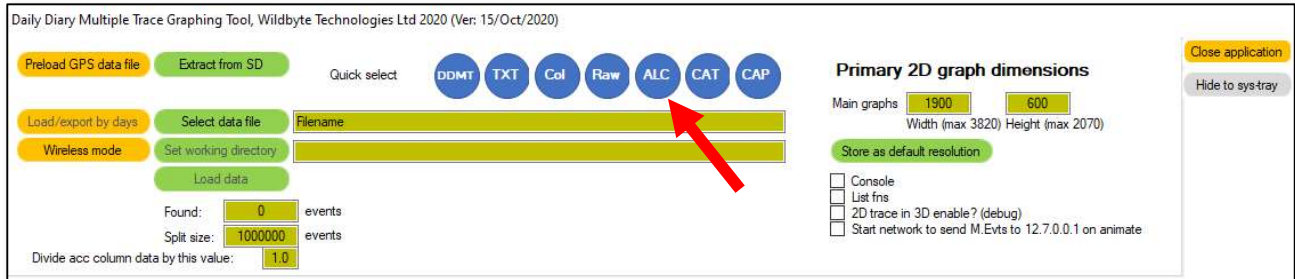 Daily Diary Multiple Trace Graphing Tool, Wildbyte Technologies Ltd 2020 (Ver: 15/Oct/2020)
Preload GPS data file
Extract from SD
Quick select
DDMT
TXT
Col
Raw
ALC
CAT
CAP
Primary 2D graph dimensions
Close application
Hide to sys-tray
Main graphs 1900 600
Width (max 3820) Height (max 2070)
Load/export by days
Select data file
Filename
Wireless mode
Set working directory
Store as default resolution
Load data
Console
List fns
2D trace in 3D enable? (debug)
Start network to send M.Evts to 12.7.0.0.1 on animate
Found: 0 events
Split size: 1000000 events
Divide acc column data by this value: 1.0